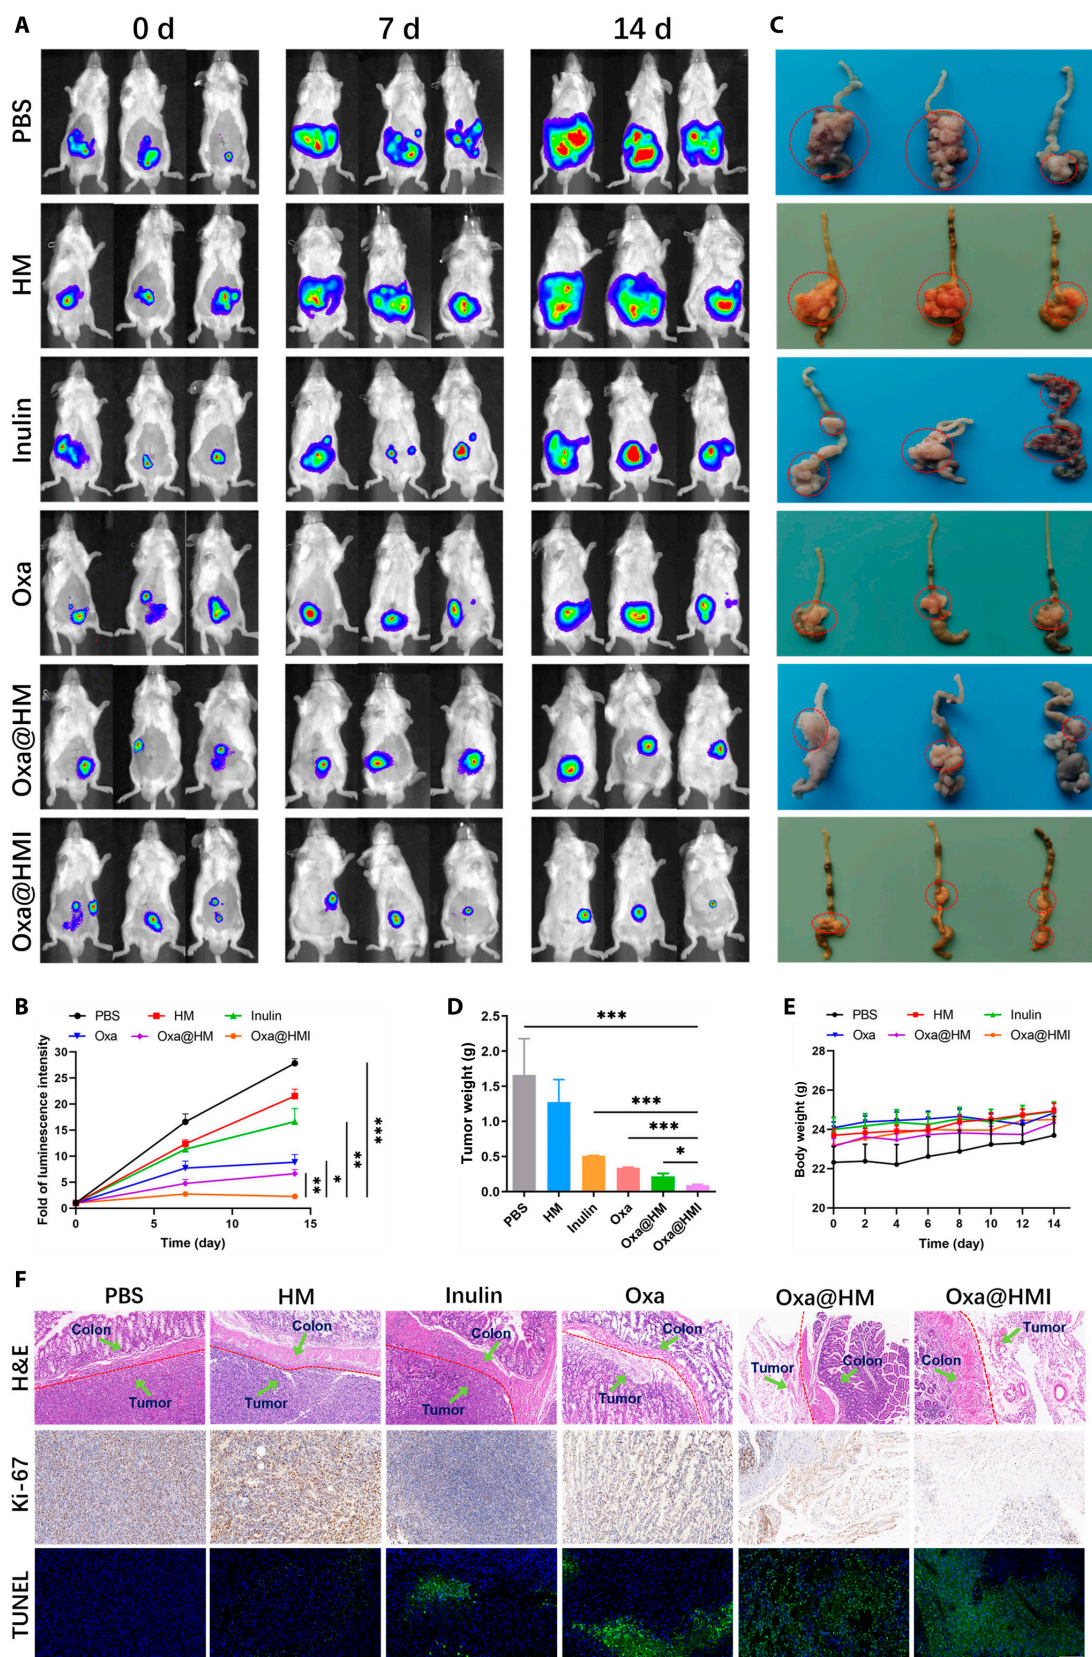 A
0 d
7 d
14 d
C
PBS
HM
Inulin
Oxa
Oxa@HM
Oxa@HMI
B
PBS
HM
Inulin
Oxa
Oxa@HM
Oxa@HMI
Fold of luminescence intensity
30
25
20
15
10
5
0
0
5
10
15
Time (day)
**
*
**
***
D
Tumor weight (g)
2.5
2.0
1.5
1.0
0.5
0.0
***
***
***
*
PBS
HM
Inulin
Oxa
Oxa@HM
Oxa@HMI
E
PBS
HM
Inulin
Oxa
Oxa@HM
Oxa@HMI
Body weight (g)
28
26
24
22
20
0
2
4
6
8
10
12
14
Time (day)
F
PBS
HM
Inulin
Oxa
Oxa@HM
Oxa@HMI
H&E
Colon
Tumor
Colon
Tumor
Colon
Tumor
Colon
Tumor
Tumor
Colon
Tumor
Colon
Ki-67
TUNEL